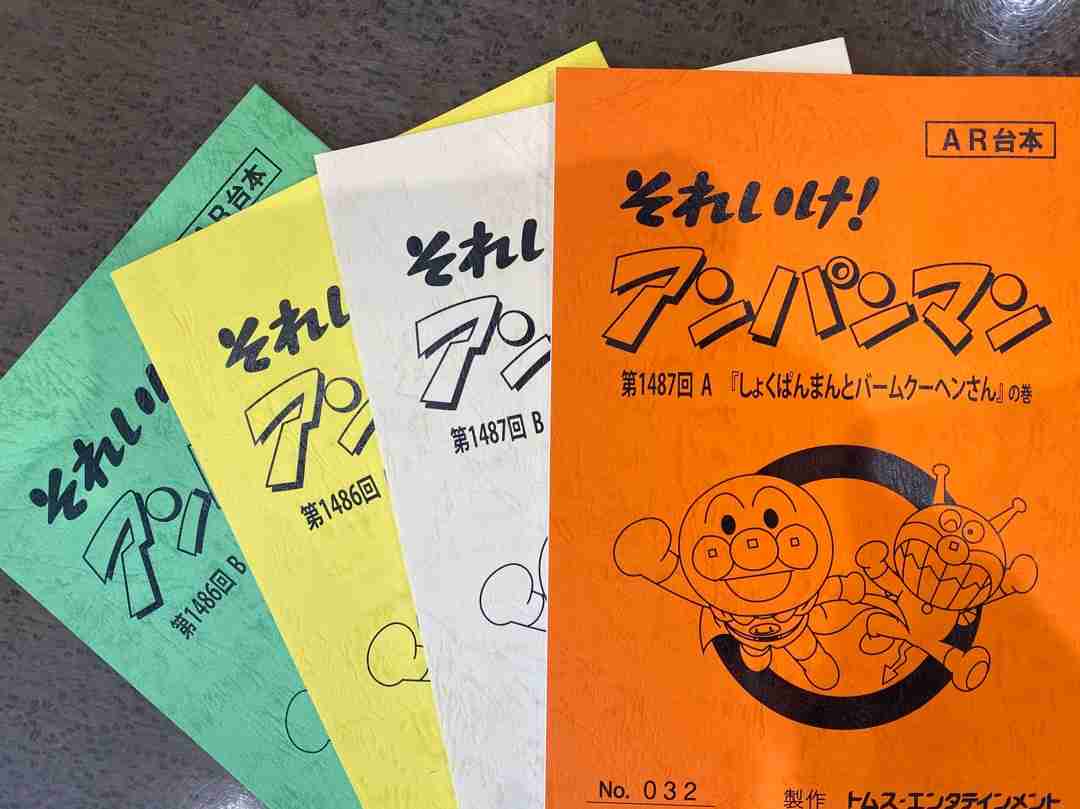 AR台本
それいけ!
アンパンマン
第1487回 A 『しょくぱんまんとバームクーヘンさん』の巻
No. 032
製作 トムス・エンタテインメント
それい
アン
第1487回 B
それい
アン
第1486回
R台本
それいけ
アン
第1486回 B